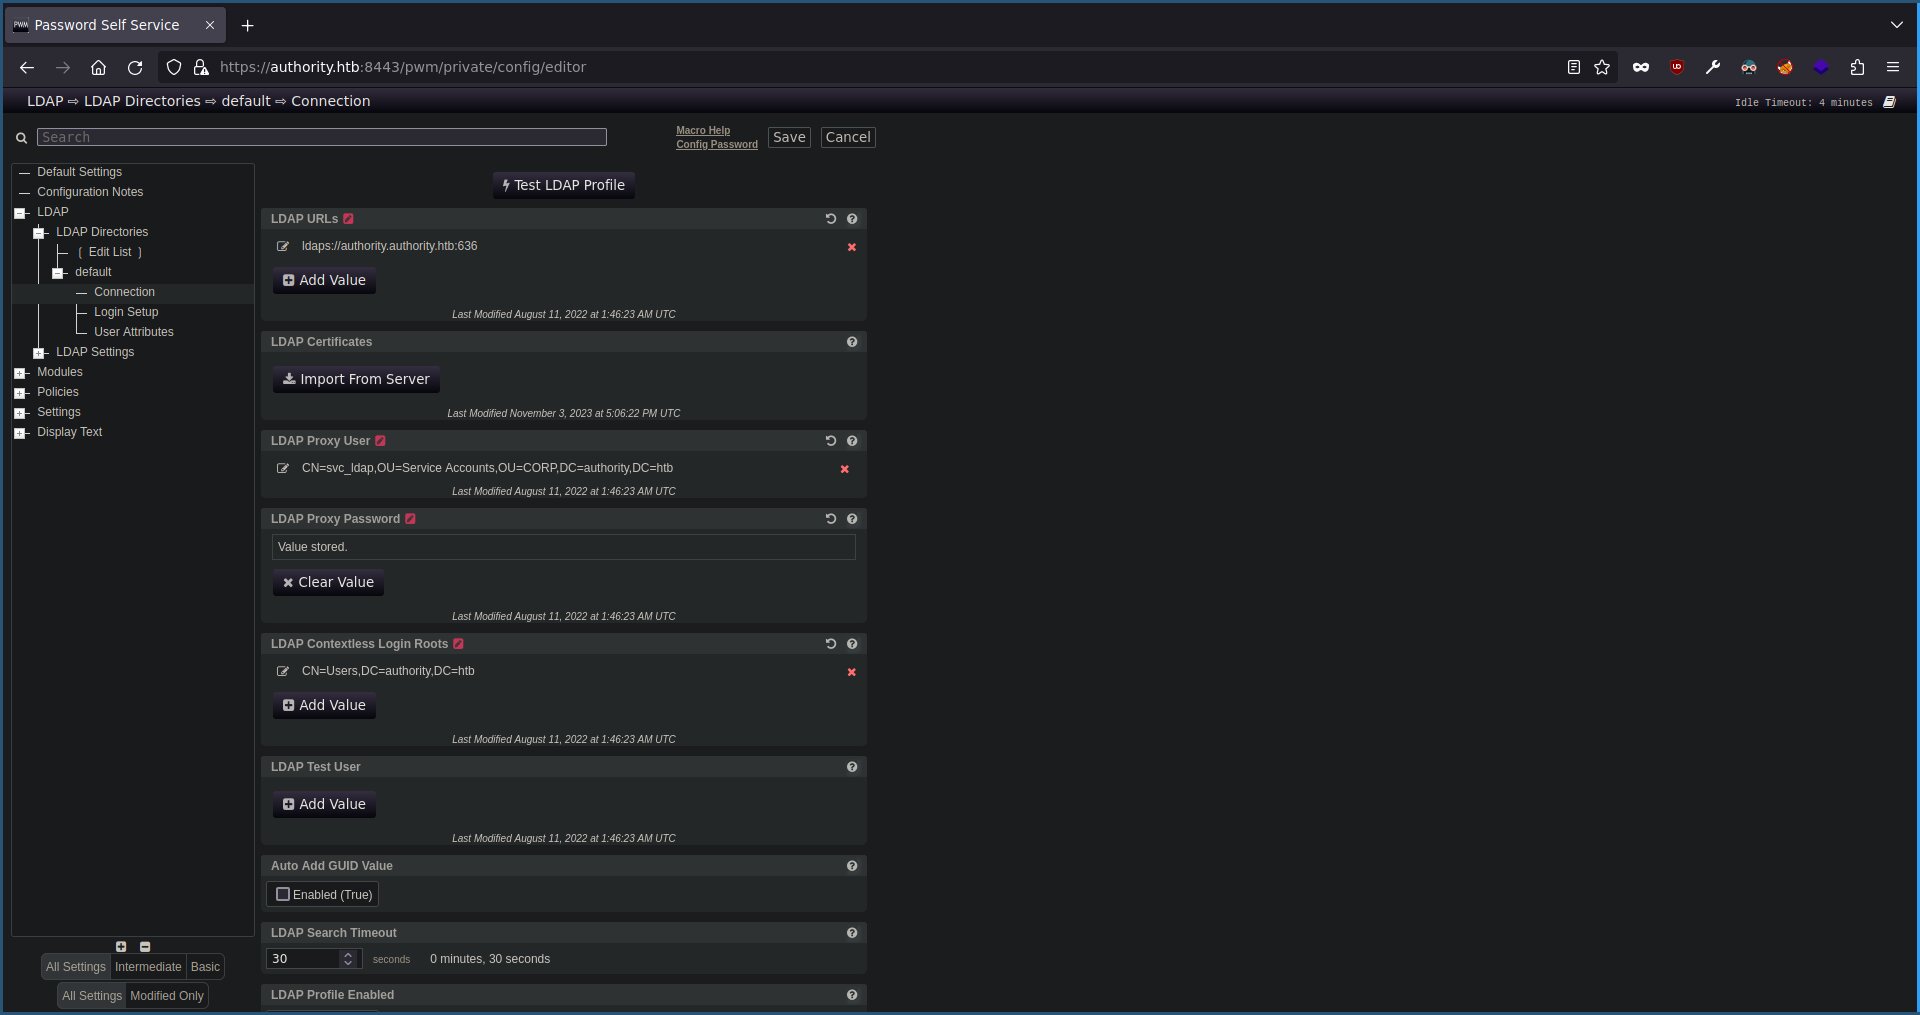 PWM Password Self Service
https://authority.htb:8443/pwm/private/config/editor
LDAP ⇨ LDAP Directories ⇨ default ⇨ Connection
Idle Timeout: 4 minutes
Search
Macro Help
Config Password
Save
Cancel
Default Settings
Configuration Notes
LDAP
LDAP Directories
[ Edit List ]
default
Connection
Login Setup
User Attributes
LDAP Settings
Modules
Policies
Settings
Display Text
All Settings Intermediate Basic
All Settings Modified Only
Test LDAP Profile
LDAP URLs
ldaps://authority.authority.htb:636
Add Value
Last Modified August 11, 2022 at 1:46:23 AM UTC
LDAP Certificates
Import From Server
Last Modified November 3, 2023 at 5:06:22 PM UTC
LDAP Proxy User
CN=svc_ldap,OU=Service Accounts,OU=CORP,DC=authority,DC=htb
Last Modified August 11, 2022 at 1:46:23 AM UTC
LDAP Proxy Password
Value stored.
Clear Value
Last Modified August 11, 2022 at 1:46:23 AM UTC
LDAP Contextless Login Roots
CN=Users,DC=authority,DC=htb
Add Value
Last Modified August 11, 2022 at 1:46:23 AM UTC
LDAP Test User
Add Value
Last Modified August 11, 2022 at 1:46:23 AM UTC
Auto Add GUID Value
Enabled (True)
LDAP Search Timeout
30 seconds 0 minutes, 30 seconds
LDAP Profile Enabled